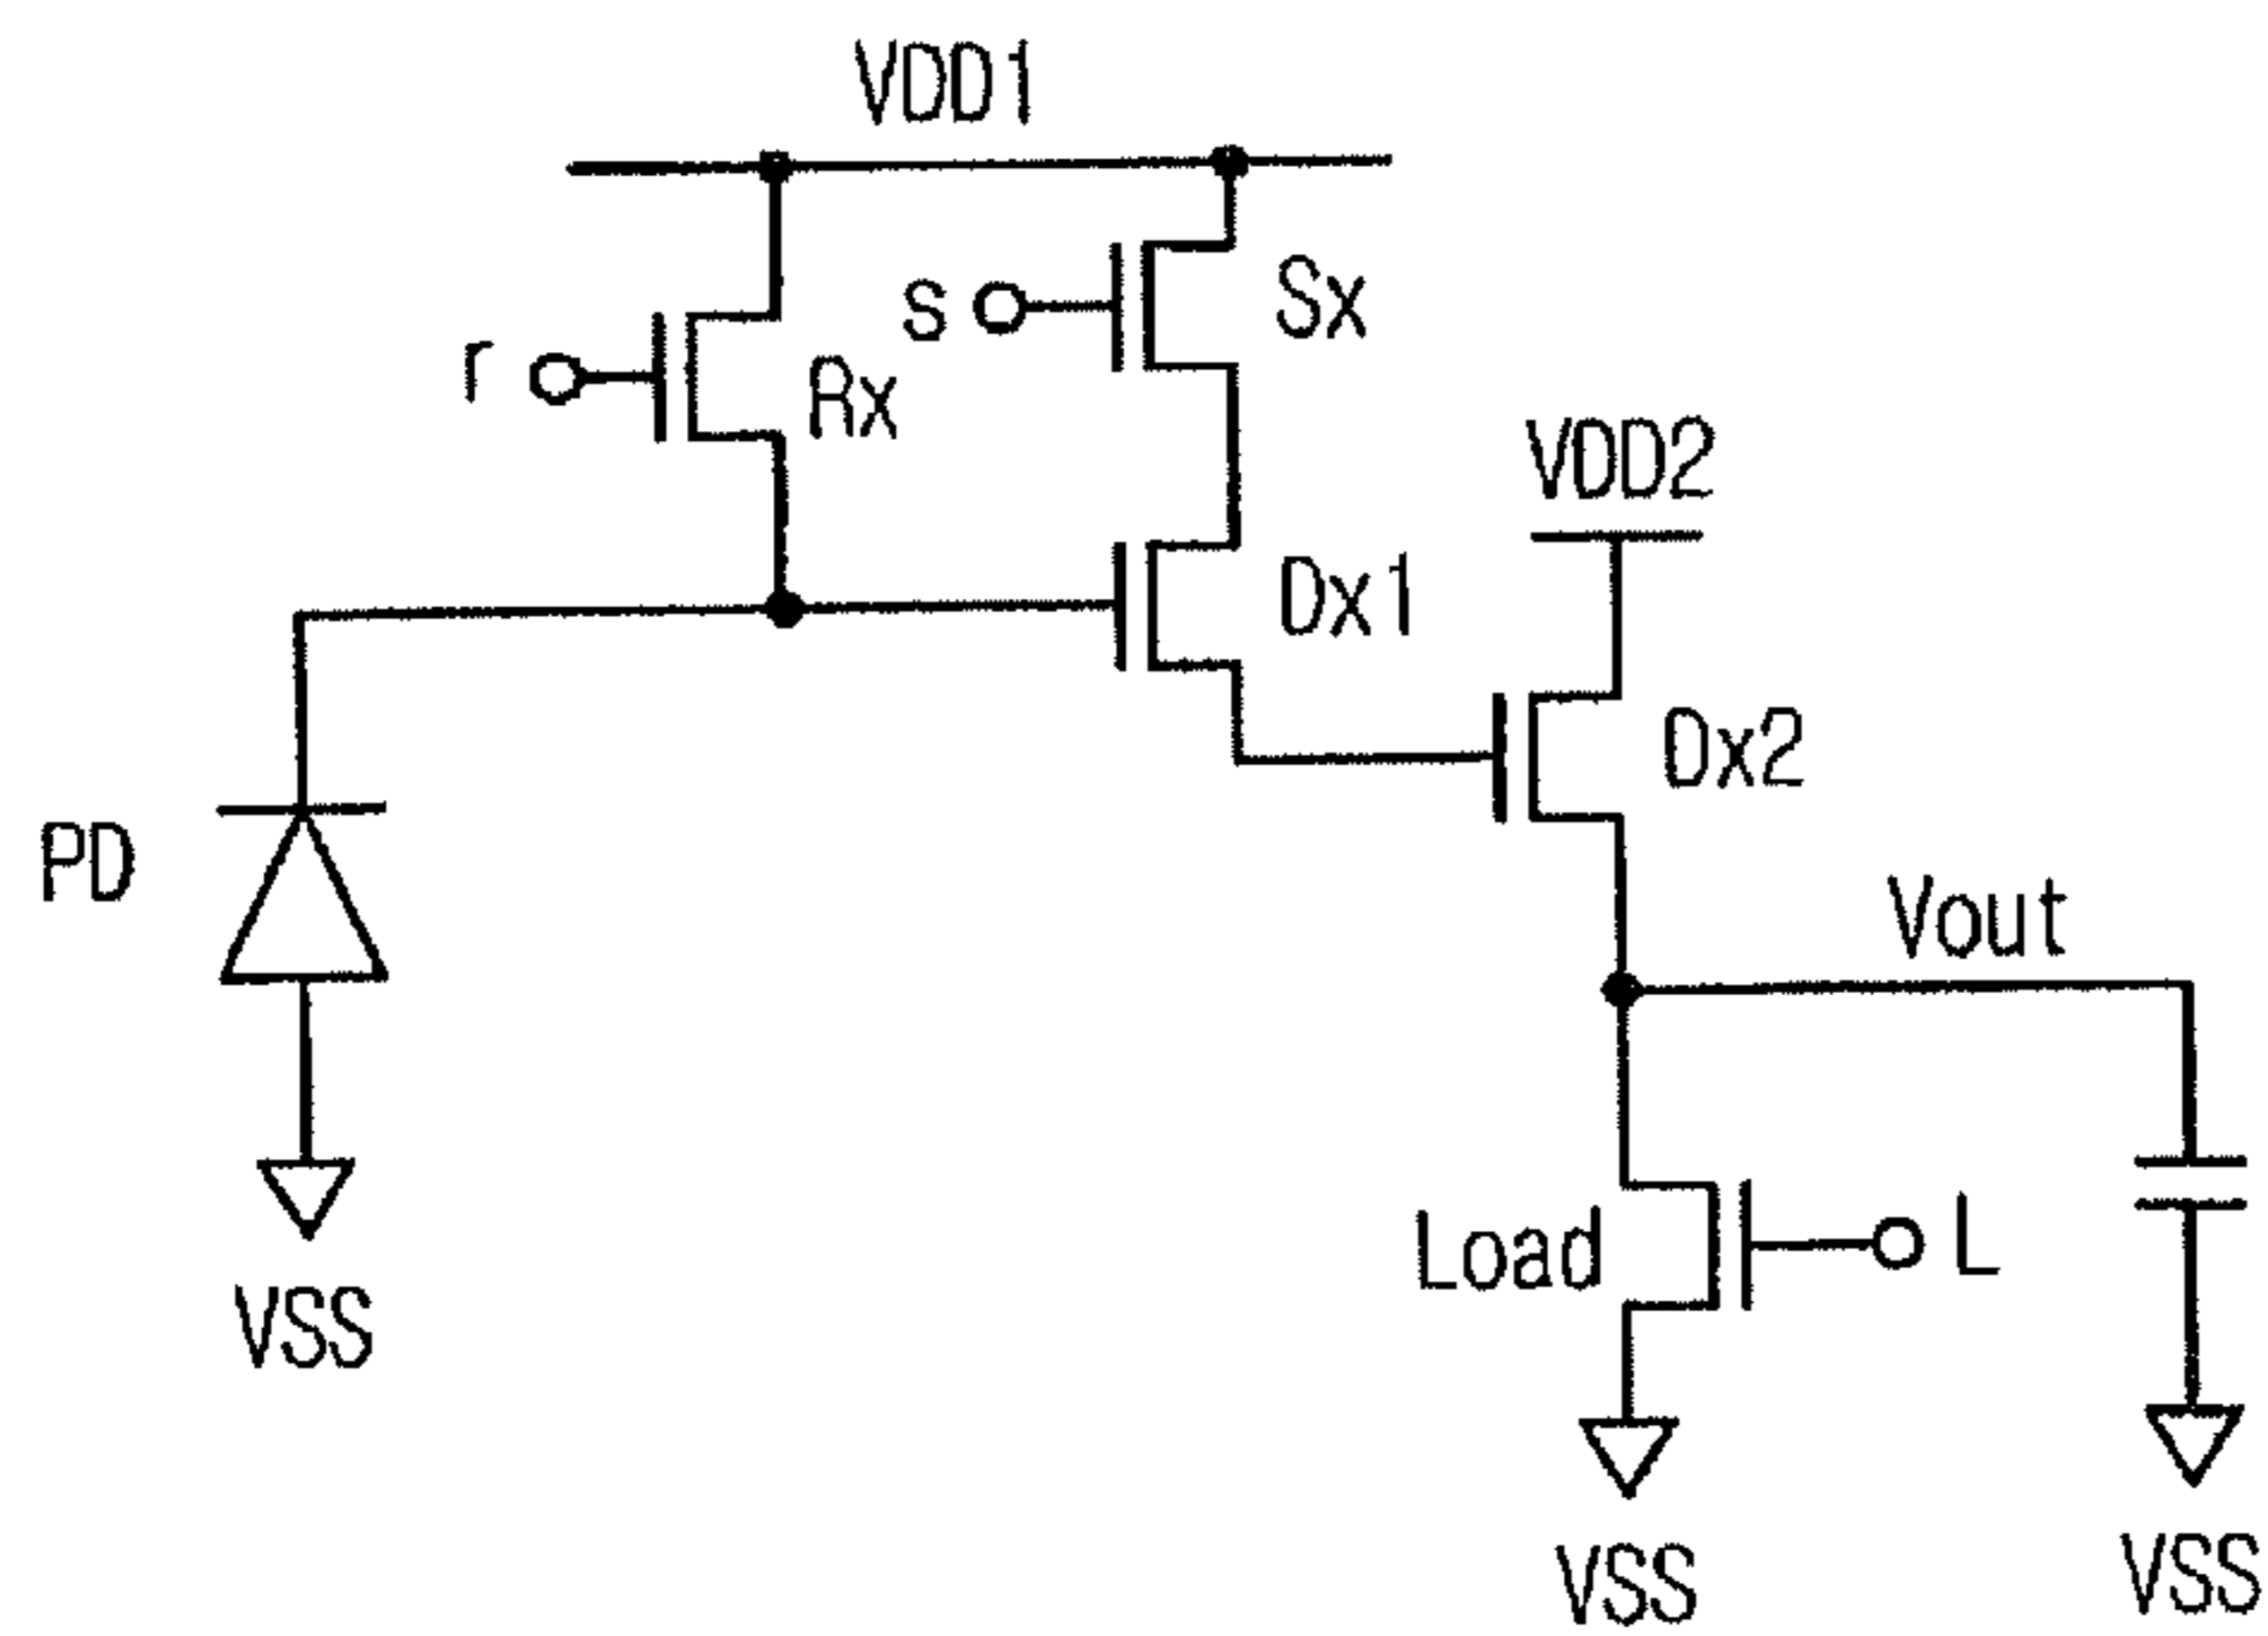 VDD1
s
Sx
r
Rx
VDD2
Dx1
Dx2
PD
Vout
Load
L
VSS
VSS
VSS